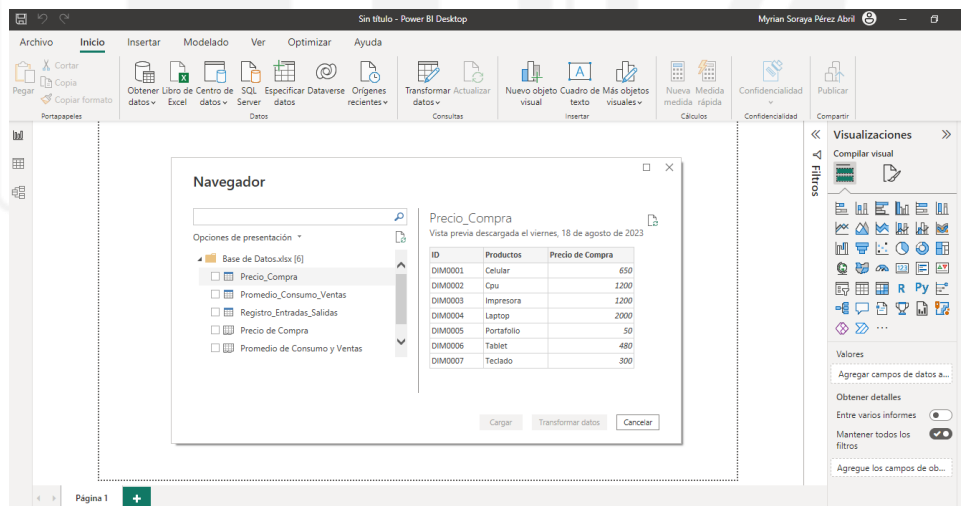 Sin título - Power BI Desktop
Myrian Soraya Pérez Abril
Archivo Inicio Insertar Modelado Ver Optimizar Ayuda
Pegar
Cortar
Copia
Copiar formato
Portapapeles
Obtener datos
Libro de Excel
Centro de datos
SQL Server
Especificar datos
Dataverse
Orígenes recientes
Datos
Transformar datos
Actualizar
Consultas
Nuevo objeto visual
Cuadro de texto
Más objetos visuales
Insertar
Nueva medida
Medida rápida
Cálculos
Confidencialidad
Confidencialidad
Publicar
Compartir
Navegador
Opciones de presentación
Base de Datos.xlsx [6]
Precio_Compra
Promedio_Consumo_Ventas
Registro_Entradas_Salidas
Precio de Compra
Promedio de Consumo y Ventas
Precio_Compra
Vista previa descargada el viernes, 18 de agosto de 2023
ID Productos Precio de Compra
DIM0001 Celular 650
DIM0002 Cpu 1200
DIM0003 Impresora 1200
DIM0004 Laptop 2000
DIM0005 Portafolio 50
DIM0006 Tablet 480
DIM0007 Teclado 300
Cargar Transformar datos Cancelar
Filtros
Visualizaciones
Compilar visual
123
R Py
Valores
Agregar campos de datos a...
Obtener detalles
Entre varios informes
Mantener todos los
filtros
Agregue los campos de ob...
Página 1